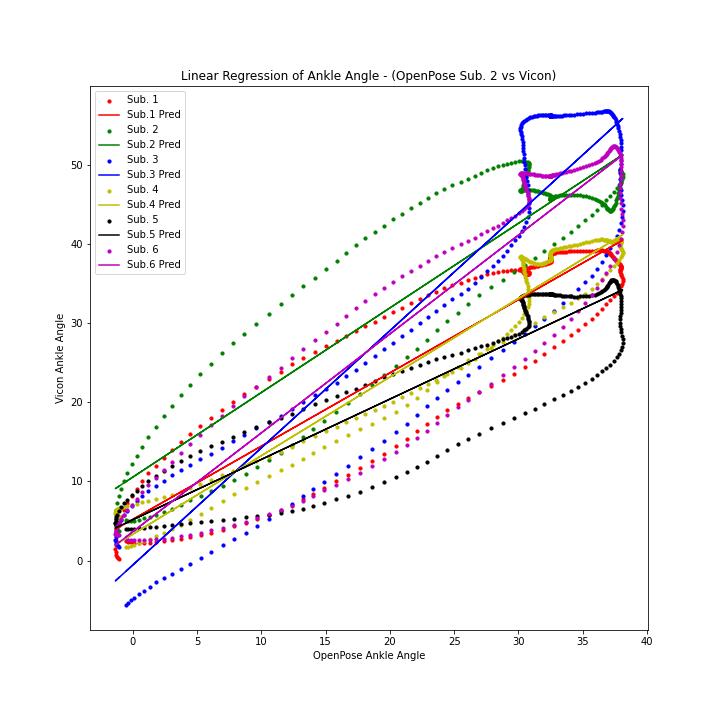 Linear Regression of Ankle Angle - (OpenPose Sub. 2 vs Vicon)
Sub. 1
Sub.1 Pred
Sub. 2
Sub.2 Pred
Sub. 3
Sub.3 Pred
Sub. 4
Sub.4 Pred
Sub. 5
Sub.5 Pred
Sub. 6
Sub.6 Pred
Vicon Ankle Angle
50
40
30
20
10
0
0 5 10 15 20 25 30 35 40
OpenPose Ankle Angle